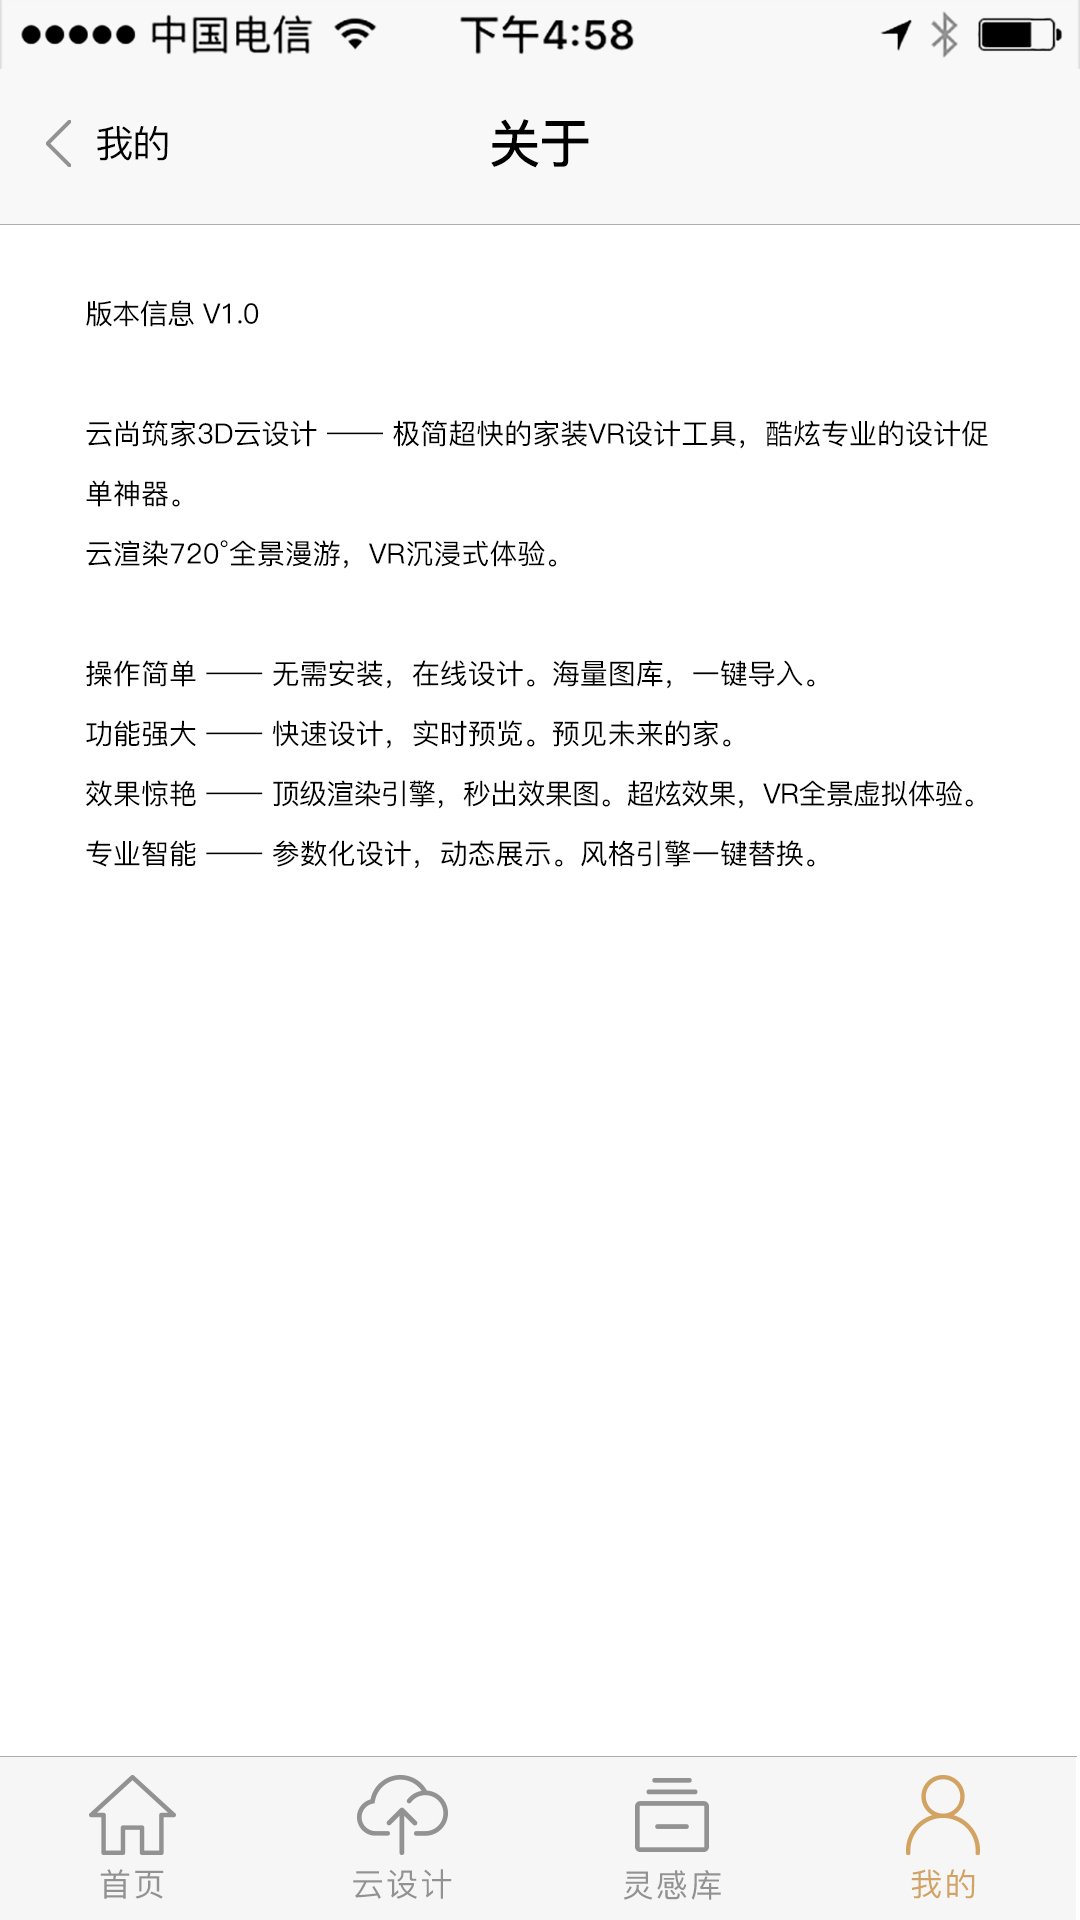 中国电信 下午4:58
我的 关于
版本信息 V1.0
云尚筑家3D云设计 —— 极简超快的家装VR设计工具，酷炫专业的设计促
单神器。
云渲染720°全景漫游，VR沉浸式体验。
操作简单 —— 无需安装，在线设计。海量图库，一键导入。
功能强大 —— 快速设计，实时预览。预见未来的家。
效果惊艳 —— 顶级渲染引擎，秒出效果图。超炫效果，VR全景虚拟体验。
专业智能 —— 参数化设计，动态展示。风格引擎一键替换。
首页 云设计 灵感库 我的